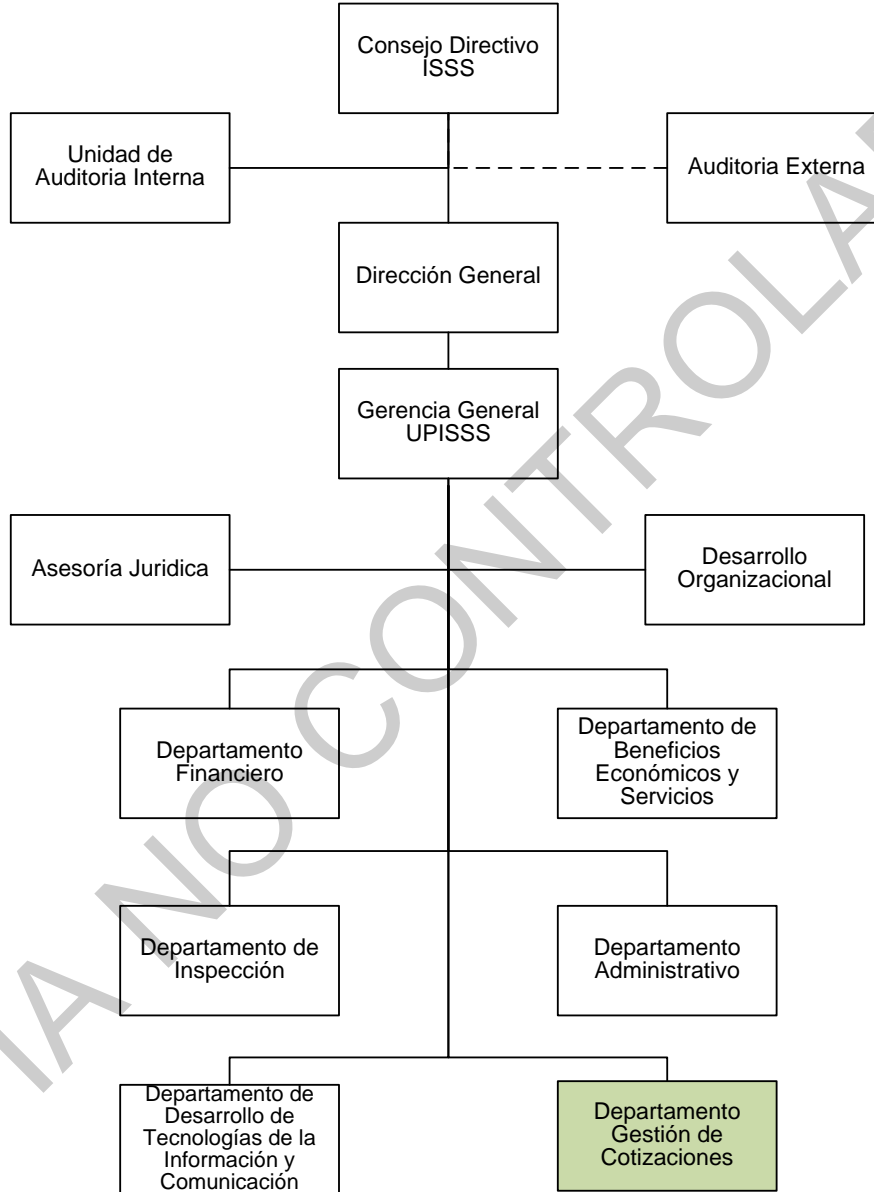 Consejo Directivo
ISSS
Unidad de
Auditoria Interna
Auditoria Externa
Dirección General
Gerencia General
UPISSS
Asesoría Juridica
Desarrollo
Organizacional
Departamento
Financiero
Departamento de
Beneficios
Económicos y
Servicios
Departamento de
Inspección
Departamento
Administrativo
Departamento de
Desarrollo de
Tecnologías de la
Información y
Comunicación
Departamento
Gestión de
Cotizaciones
IA NO CONTROLA